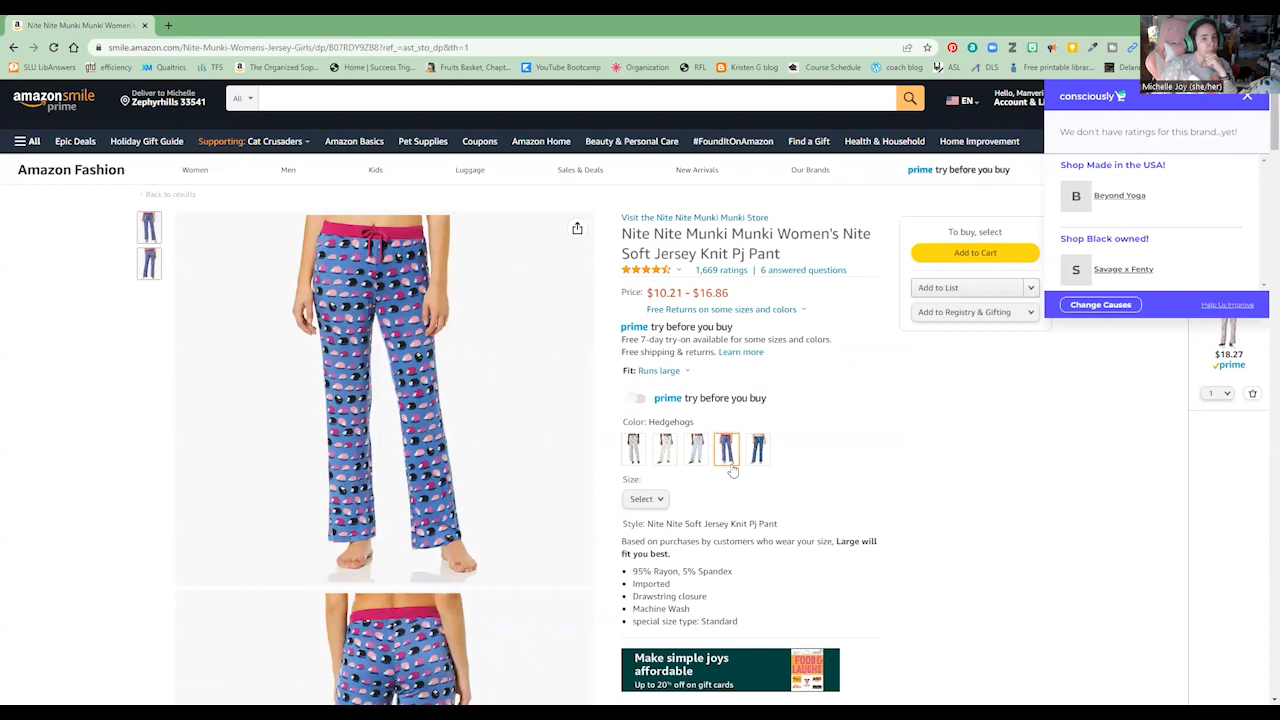 Nite Nite Munki Munki Women's
smile.amazon.com/Nite-Munki-Womens-Jersey-Girls/dp/B07RDY9ZB8?ref_=ast_sto_dp&th=1
SLU LibAnswers
efficiency
Qualtrics
TFS
The Organized Sop...
Home | Success Trig...
Fruits Basket, Chapt...
YouTube Bootcamp
Organization
RFL
Kristen G blog
Course Schedule
coach blog
ASL
DLS
Free printable librar...
Delan
Michelle Joy (she/her)
amazonsmile
prime
Deliver to Michelle
Zephyrhills 33541
All
EN
Hello, Manveri
Account & Li
All
Epic Deals
Holiday Gift Guide
Supporting: Cat Crusaders
Amazon Basics
Pet Supplies
Coupons
Amazon Home
Beauty & Personal Care
#FoundItOnAmazon
Find a Gift
Health & Household
Home Improvement
Amazon Fashion
Women
Men
Kids
Luggage
Sales & Deals
New Arrivals
Our Brands
prime try before you buy
‹ Back to results
Visit the Nite Nite Munki Munki Store
Nite Nite Munki Munki Women's Nite
Soft Jersey Knit Pj Pant
1,669 ratings | 6 answered questions
Price: $10.21 - $16.86
Free Returns on some sizes and colors
prime try before you buy
Free 7-day try-on available for some sizes and colors.
Free shipping & returns. Learn more
Fit: Runs large
prime try before you buy
Color: Hedgehogs
Size:
Select
Style: Nite Nite Soft Jersey Knit Pj Pant
Based on purchases by customers who wear your size, Large will
fit you best.
95% Rayon, 5% Spandex
Imported
Drawstring closure
Machine Wash
special size type: Standard
Make simple joys
affordable
Up to 20% off on gift cards
FOOD &
LAUGHS
To buy, select
Add to Cart
Add to List
Add to Registry & Gifting
consciously
We don't have ratings for this brand...yet!
Shop Made in the USA!
B
Beyond Yoga
Shop Black owned!
S
Savage x Fenty
Change Causes
Help Us Improve
$18.27
prime
1